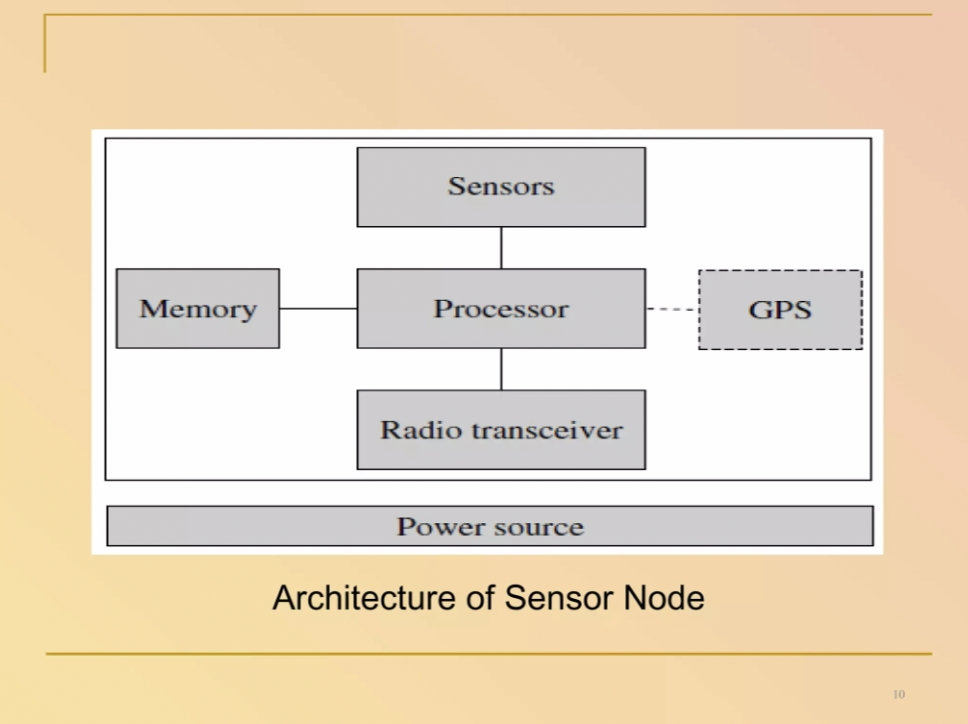 Sensors
Memory
Processor
GPS
Radio transceiver
Power source
Architecture of Sensor Node
10